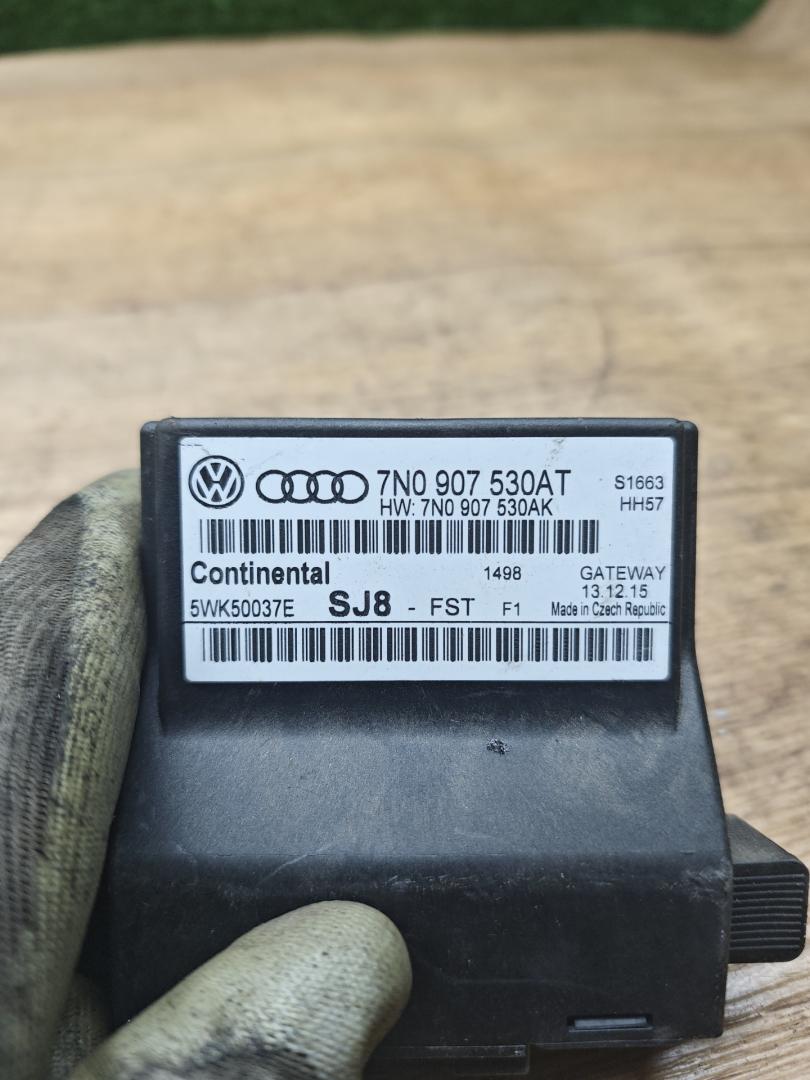 7N0 907 530AT S1663
HW: 7N0 907 530AK HH57
Continental 1498 GATEWAY
13.12.15
5WK50037E SJ8 - FST F1 Made in Czech Republic